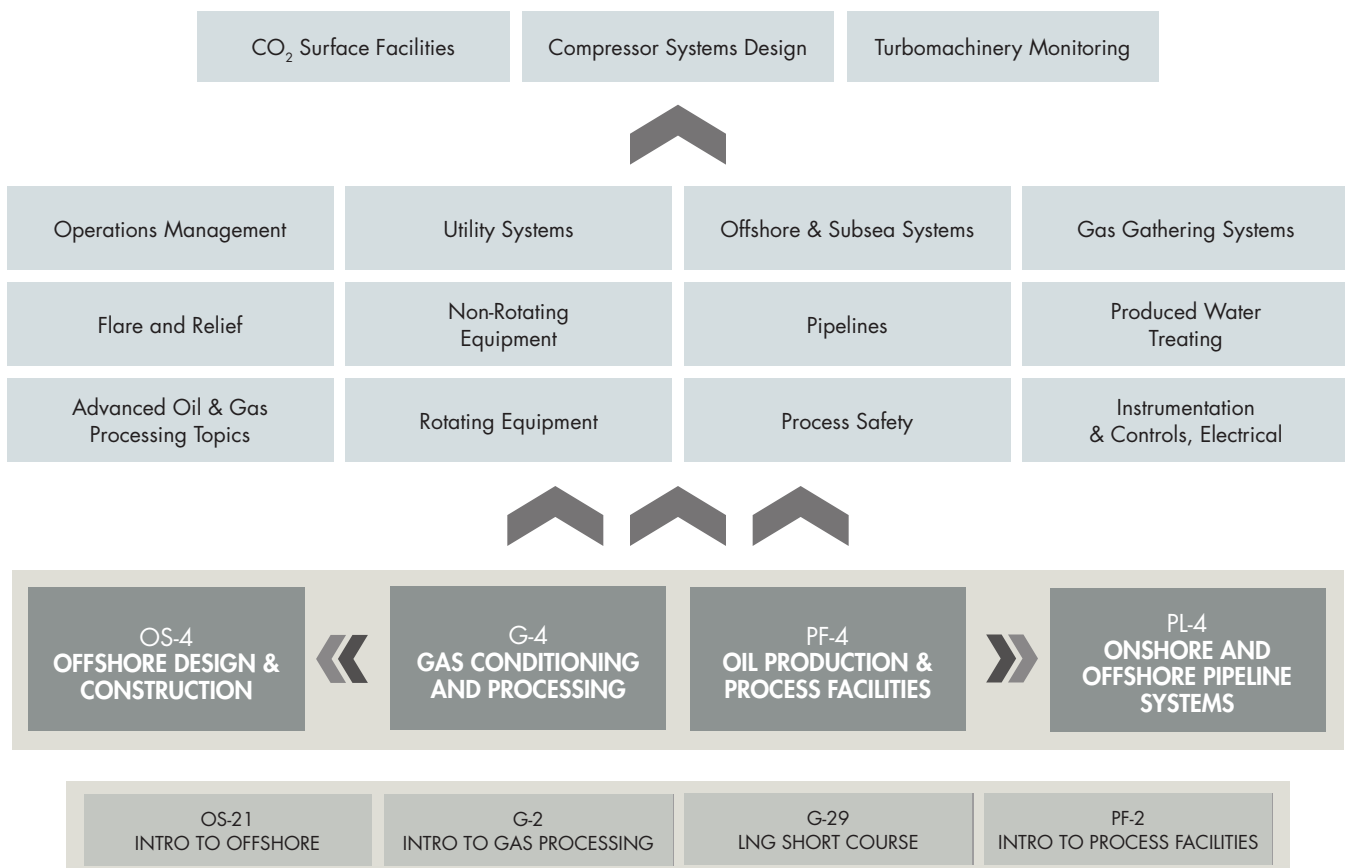 CO2 Surface Facilities
Compressor Systems Design
Turbomachinery Monitoring
Operations Management
Utility Systems
Offshore & Subsea Systems
Gas Gathering Systems
Flare and Relief
Non-Rotating
Equipment
Pipelines
Produced Water
Treating
Advanced Oil & Gas
Processing Topics
Rotating Equipment
Process Safety
Instrumentation
& Controls, Electrical
OS-4
OFFSHORE DESIGN &
CONSTRUCTION
G-4
GAS CONDITIONING
AND PROCESSING
PF-4
OIL PRODUCTION &
PROCESS FACILITIES
PL-4
ONSHORE AND
OFFSHORE PIPELINE
SYSTEMS
OS-21
INTRO TO OFFSHORE
G-2
INTRO TO GAS PROCESSING
G-29
LNG SHORT COURSE
PF-2
INTRO TO PROCESS FACILITIES